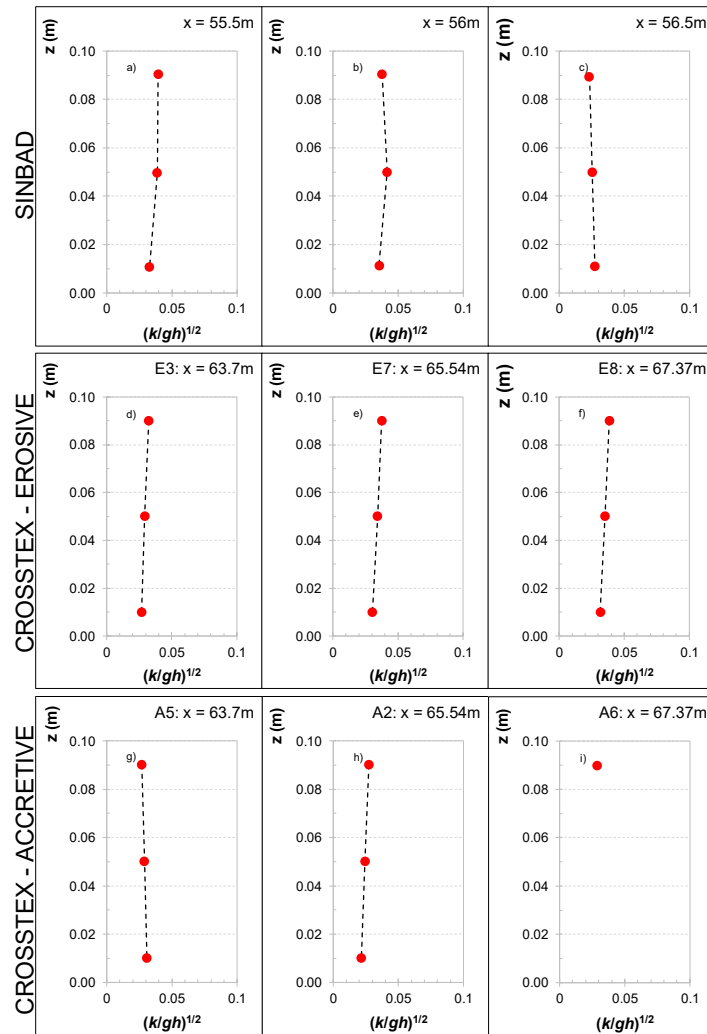 SINBAD
x = 55.5m
z (m)
a)
0.10
0.08
0.06
0.04
0.02
0.00
0 0.05 0.1
(k/gh)1/2
x = 56m
z (m)
b)
0.10
0.08
0.06
0.04
0.02
0.00
0 0.05 0.1
(k/gh)1/2
x = 56.5m
z (m)
c)
0.10
0.08
0.06
0.04
0.02
0.00
0 0.05 0.1
(k/gh)1/2
CROSSTEX - EROSIVE
E3: x = 63.7m
z (m)
0.10
d)
0.08
0.06
0.04
0.02
0.00
0 0.05 0.1
(k/gh)1/2
E7: x = 65.54m
z (m)
0.10
e)
0.08
0.06
0.04
0.02
0.00
0 0.05 0.1
(k/gh)1/2
E8: x = 67.37m
z (m)
0.10
f)
0.08
0.06
0.04
0.02
0.00
0 0.05 0.1
(k/gh)1/2
CROSSTEX - ACCRETIVE
A5: x = 63.7m
z (m)
0.10
g)
0.08
0.06
0.04
0.02
0.00
0 0.05 0.1
(k/gh)1/2
A2: x = 65.54m
z (m)
0.10
h)
0.08
0.06
0.04
0.02
0.00
0 0.05 0.1
(k/gh)1/2
A6: x = 67.37m
z (m)
0.10
i)
0.08
0.06
0.04
0.02
0.00
0 0.05 0.1
(k/gh)1/2